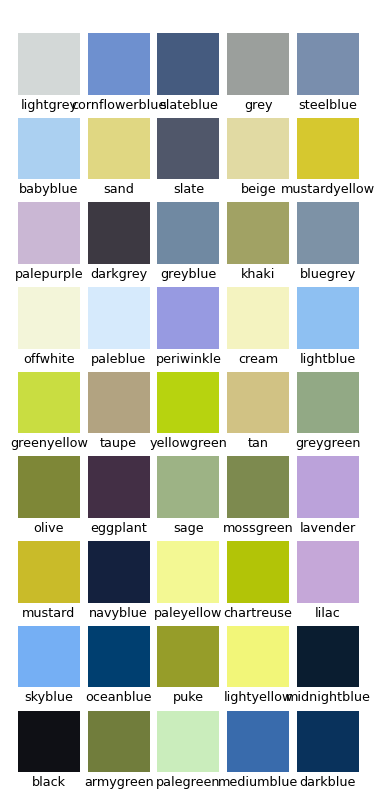 lightgrey cornflowerblue slateblue grey steelblue
babyblue sand slate beige mustardyellow
palepurple darkgrey greyblue khaki bluegrey
offwhite paleblue periwinkle cream lightblue
greenyellow taupe yellowgreen tan greygreen
olive eggplant sage mossgreen lavender
mustard navyblue paleyellow chartreuse lilac
skyblue oceanblue puke lightyellow midnightblue
black armygreen palegreen mediumblue darkblue